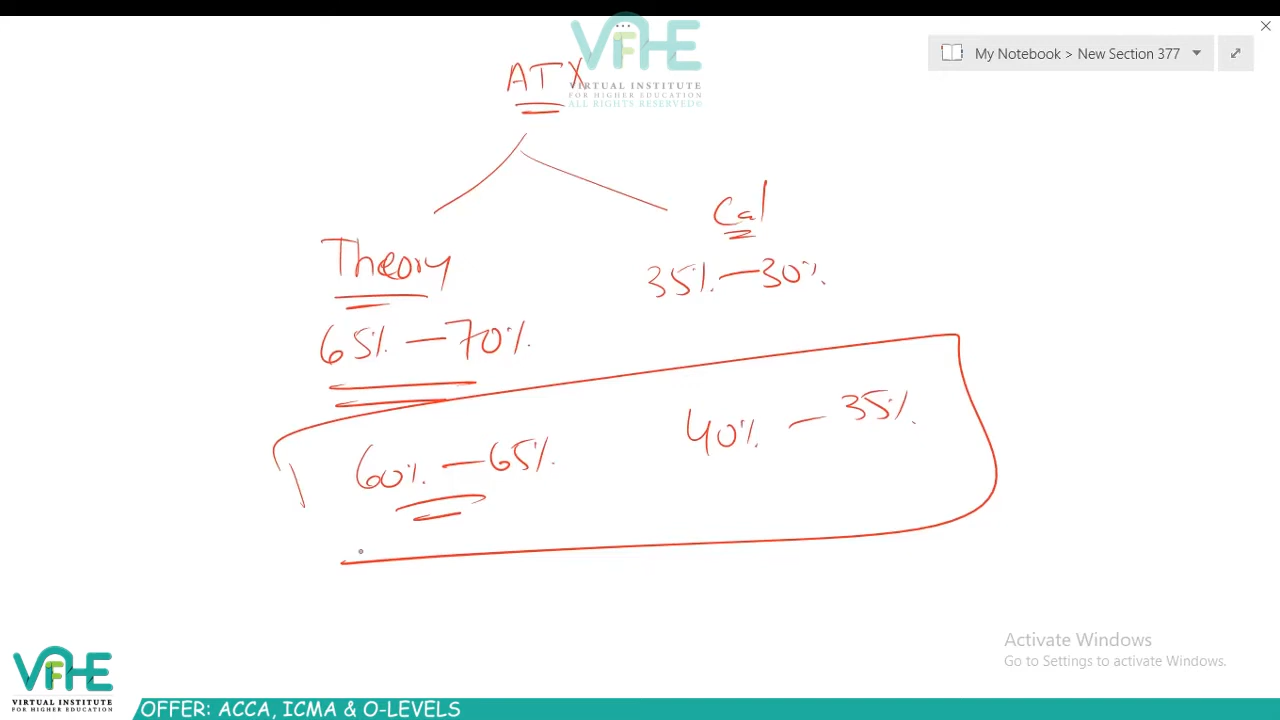 VFHE
VIRTUAL INSTITUTE
FOR HIGHER EDUCATION
ALL RIGHTS RESERVED©
My Notebook > New Section 377
ATX
Theory
Cal
65% — 70%
35% — 30%
60% — 65%
40% — 35%
Activate Windows
Go to Settings to activate Windows.
VFHE
VIRTUAL INSTITUTE
FOR HIGHER EDUCATION
OFFER: ACCA, ICMA & O-LEVELS